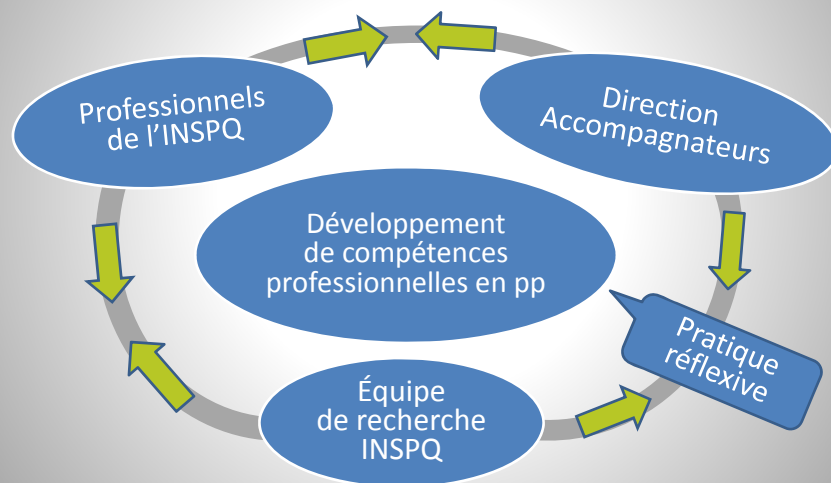 Professionnels
de l’INSPQ
Direction
Accompagnateurs
Développement
de compétences
professionnelles en pp
Pratique
réflexive
Équipe
de recherche
INSPQ